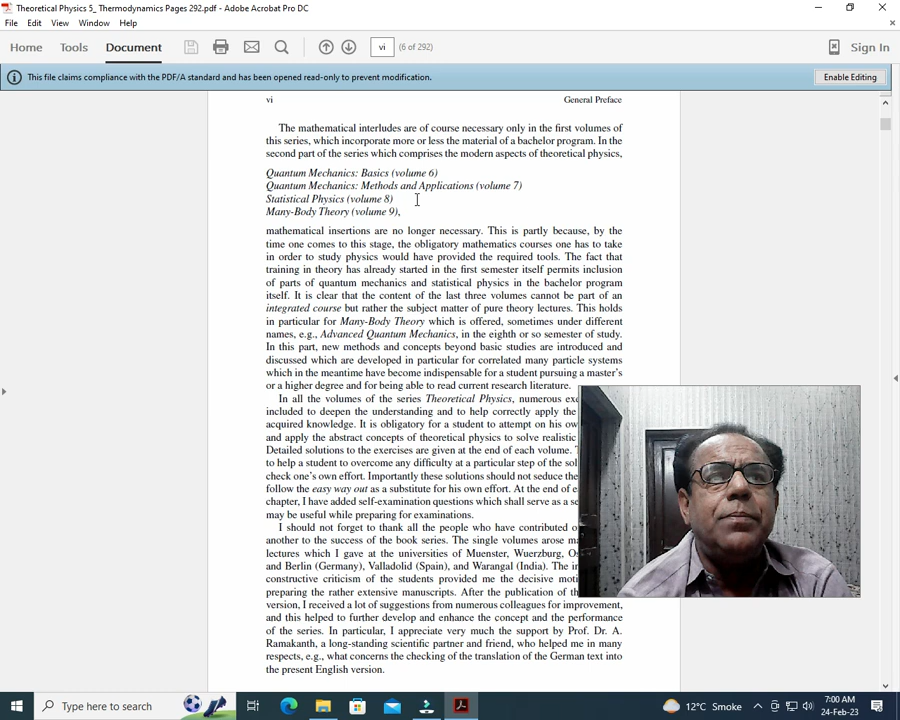 Theoretical Physics 5_ Thermodynamics Pages 292.pdf - Adobe Acrobat Pro DC
File Edit View Window Help
Home Tools Document vi (6 of 292) Sign In
This file claims compliance with the PDF/A standard and has been opened read-only to prevent modification. Enable Editing
vi General Preface
The mathematical interludes are of course necessary only in the first volumes of
this series, which incorporate more or less the material of a bachelor program. In the
second part of the series which comprises the modern aspects of theoretical physics,
Quantum Mechanics: Basics (volume 6)
Quantum Mechanics: Methods and Applications (volume 7)
Statistical Physics (volume 8)
Many-Body Theory (volume 9),
mathematical insertions are no longer necessary. This is partly because, by the
time one comes to this stage, the obligatory mathematics courses one has to take
in order to study physics would have provided the required tools. The fact that
training in theory has already started in the first semester itself permits inclusion
of parts of quantum mechanics and statistical physics in the bachelor program
itself. It is clear that the content of the last three volumes cannot be part of an
integrated course but rather the subject matter of pure theory lectures. This holds
in particular for Many-Body Theory which is offered, sometimes under different
names, e.g., Advanced Quantum Mechanics, in the eighth or so semester of study.
In this part, new methods and concepts beyond basic studies are introduced and
discussed which are developed in particular for correlated many particle systems
which in the meantime have become indispensable for a student pursuing a master's
or a higher degree and for being able to read current research literature.
In all the volumes of the series Theoretical Physics, numerous
included to deepen the understanding and to help correctly apply the
acquired knowledge. It is obligatory for a student to attempt on his
and apply the abstract concepts of theoretical physics to solve realistic
Detailed solutions to the exercises are given at the end of each volume.
to help a student to overcome any difficulty at a particular step of the
check one's own effort. Importantly these solutions should not seduce the
follow the easy way out as a substitute for his own effort. At the end of
chapter, I have added self-examination questions which shall serve as a
may be useful while preparing for examinations.
I should not forget to thank all the people who have contributed
another to the success of the book series. The single volumes arose
lectures which I gave at the universities of Muenster, Wuerzburg,
and Berlin (Germany), Valladolid (Spain), and Warangal (India). The
constructive criticism of the students provided me the decisive
preparing the rather extensive manuscripts. After the publication of
version, I received a lot of suggestions from numerous colleagues for improvement,
and this helped to further develop and enhance the concept and the performance
of the series. In particular, I appreciate very much the support by Prof. Dr. A.
Ramakanth, a long-standing scientific partner and friend, who helped me in many
respects, e.g., what concerns the checking of the translation of the German text into
the present English version.
Type here to search
12°C Smoke
7:00 AM
24-Feb-23